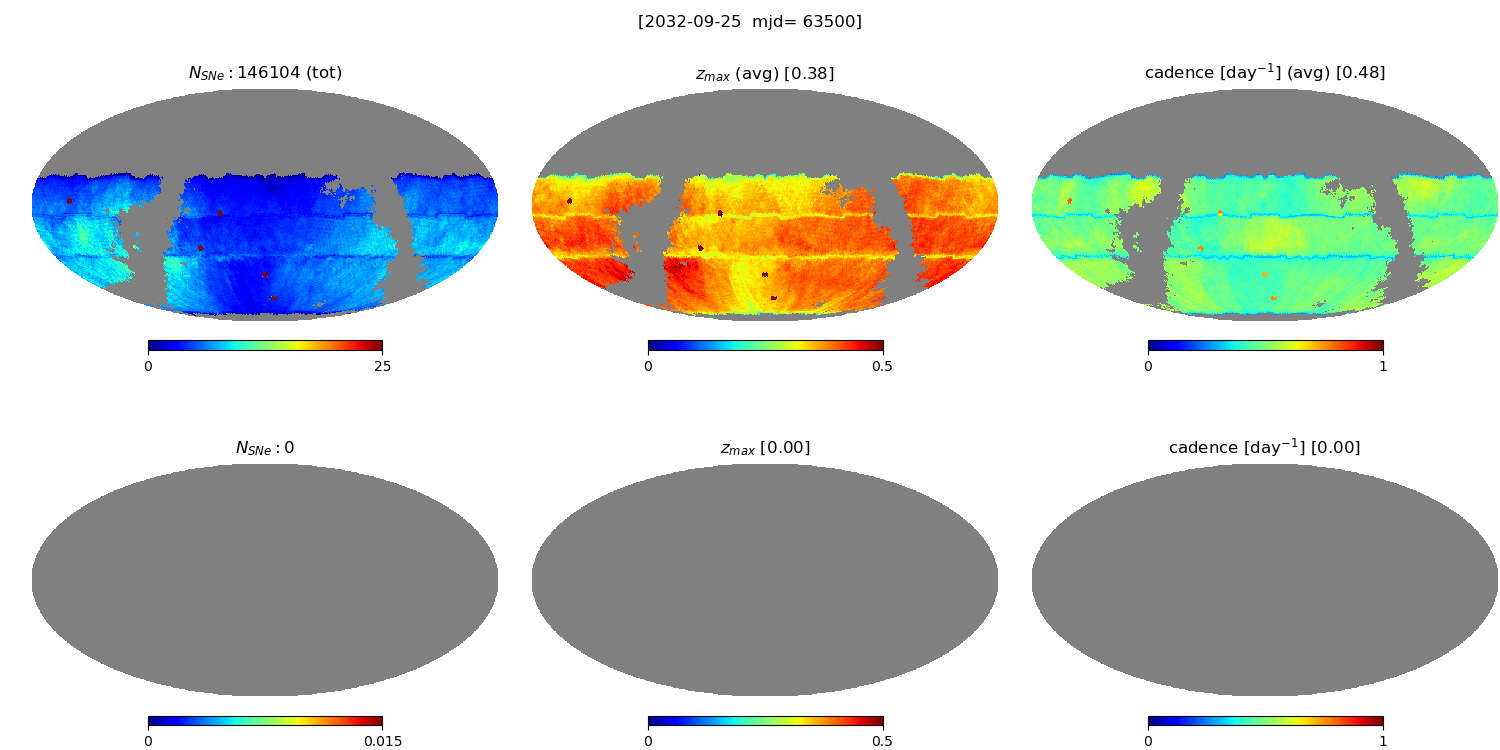 [2032-09-25  mjd= 63500]
N_SNe : 146104 (tot)
z_max (avg) [0.38]
cadence [day⁻¹] (avg) [0.48]
0 25
0 0.5
0 1
N_SNe : 0
z_max [0.00]
cadence [day⁻¹] [0.00]
0 0.015
0 0.5
0 1